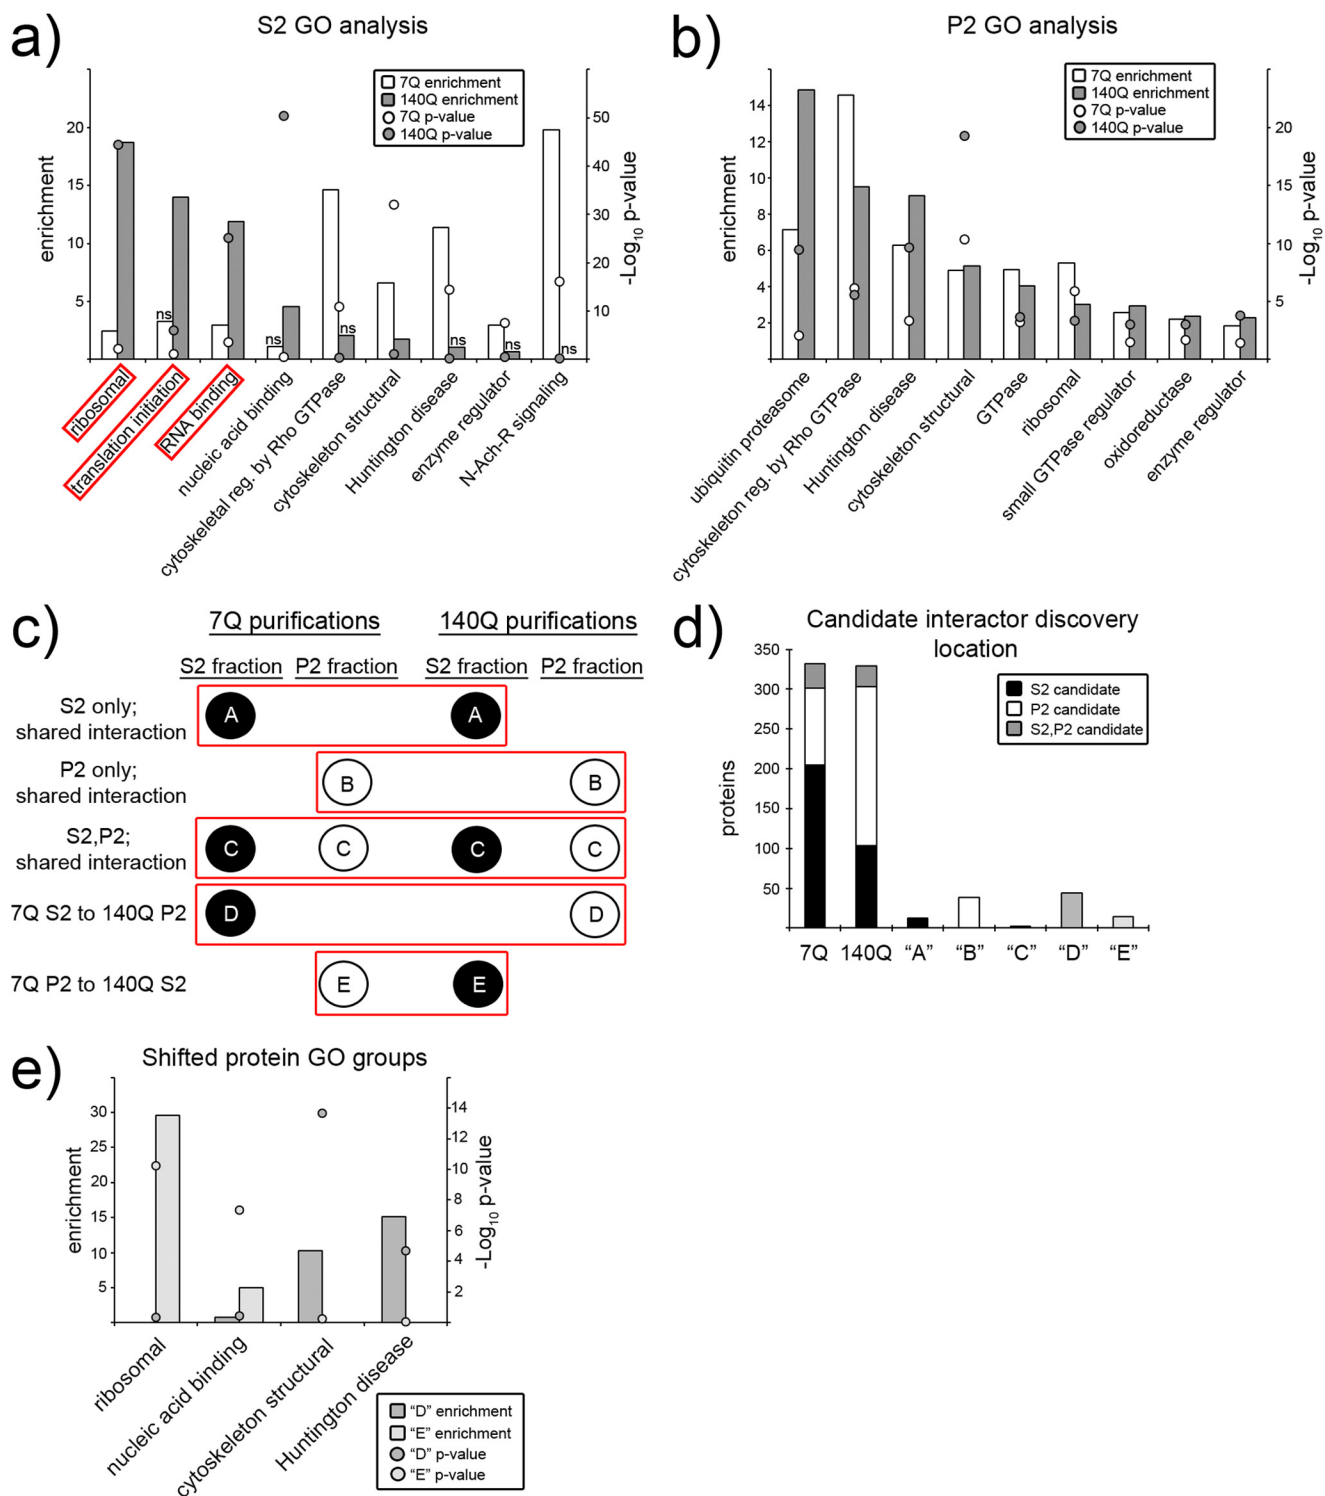 a)
S2 GO analysis
7Q enrichment
140Q enrichment
7Q p-value
140Q p-value
enrichment
20
15
10
5
-Log10 p-value
50
40
30
20
10
ns
ns
ns
ns
ns
ns
ribosomal
translation initiation
RNA binding
nucleic acid binding
cytoskeletal reg. by Rho GTPase
cytoskeleton structural
Huntington disease
enzyme regulator
N-Ach-R signaling
b)
P2 GO analysis
7Q enrichment
140Q enrichment
7Q p-value
140Q p-value
enrichment
14
12
10
8
6
4
2
-Log10 p-value
20
15
10
5
ubiquitin proteasome
cytoskeleton reg. by Rho GTPase
Huntington disease
cytoskeleton structural
GTPase
ribosomal
small GTPase regulator
oxidoreductase
enzyme regulator
c)
7Q purifications
140Q purifications
S2 fraction
P2 fraction
S2 fraction
P2 fraction
S2 only;
shared interaction
A
A
P2 only;
shared interaction
B
B
S2,P2;
shared interaction
C
C
C
C
7Q S2 to 140Q P2
D
D
7Q P2 to 140Q S2
E
E
d)
Candidate interactor discovery
location
S2 candidate
P2 candidate
S2,P2 candidate
proteins
350
300
250
200
150
100
50
7Q
140Q
“A”
“B”
“C”
“D”
“E”
e)
Shifted protein GO groups
enrichment
30
25
20
15
10
5
-Log10 p-value
14
12
10
8
6
4
2
ribosomal
nucleic acid binding
cytoskeleton structural
Huntington disease
“D” enrichment
“E” enrichment
“D” p-value
“E” p-value